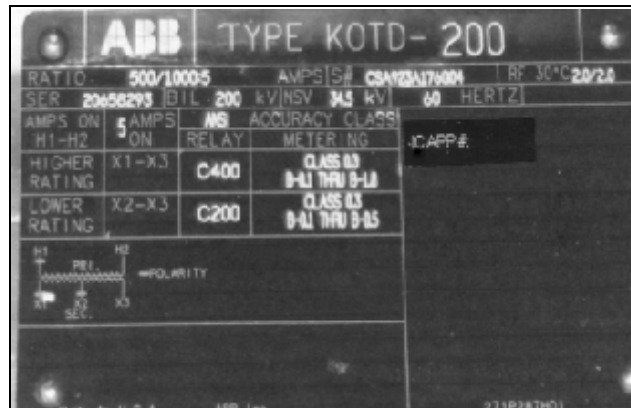 ABB TYPE KOTD-200
RATIO 500/1000:5 AMPS S# RF 30°C 2.0/2.0
SER 20658293 BIL 200 kV NSV 34.5 kV 60 HERTZ
AMPS ON 5 AMPS ANSI ACCURACY CLASS
H1-H2 ON RELAY METERING
HIGHER X1-X3 C400 CLASS 0.3
RATING B-0.1 THRU B-1.0
LOWER X2-X3 C200 CLASS 0.3
RATING B-0.1 THRU B-0.5
ICAPP#:
H1 H2
PRI. =POLARITY
X1 X2 X3
SEC.